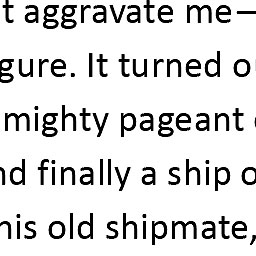 t aggravate me—
gure. It turned o
mighty pageant
nd finally a ship o
his old shipmate,